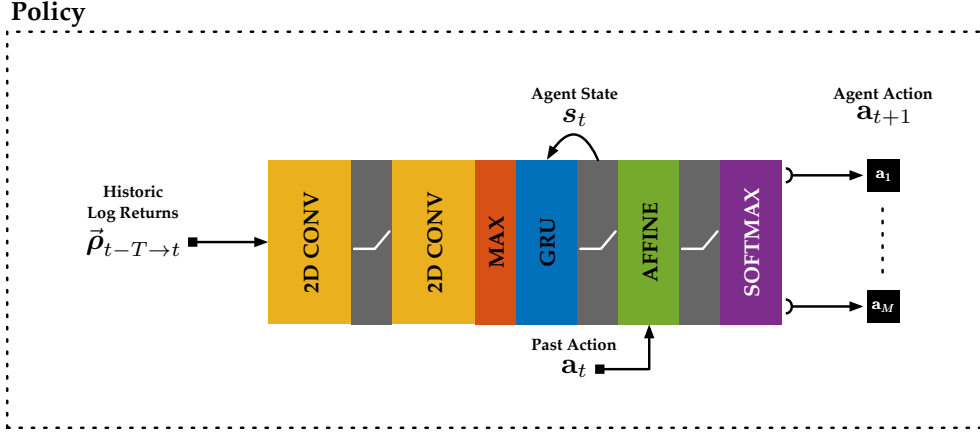 Policy
Agent State
s_t
Agent Action
a_{t+1}
Historic
Log Returns
\vec{ρ}_{t−T→t}
2D CONV
2D CONV
MAX
GRU
AFFINE
SOFTMAX
a_1
a_M
Past Action
a_t